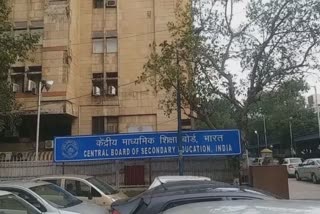 केंद्रीय माध्यमिक शिक्षा बोर्ड, भारत
CENTRAL BOARD OF SECONDARY EDUCATION, INDIA